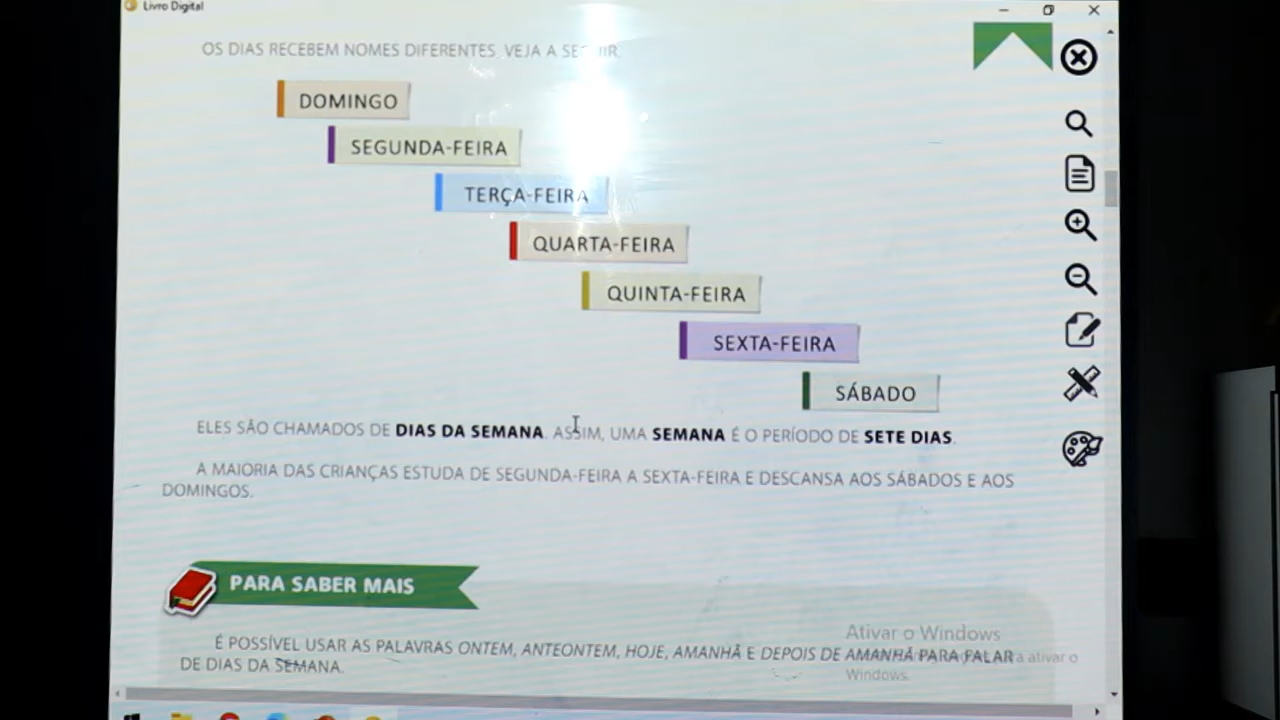 Livro Digital
OS DIAS RECEBEM NOMES DIFERENTES. VEJA A SEGUIR.
DOMINGO
SEGUNDA-FEIRA
TERÇA-FEIRA
QUARTA-FEIRA
QUINTA-FEIRA
SEXTA-FEIRA
SÁBADO
ELES SÃO CHAMADOS DE DIAS DA SEMANA. ASSIM, UMA SEMANA É O PERÍODO DE SETE DIAS.
A MAIORIA DAS CRIANÇAS ESTUDA DE SEGUNDA-FEIRA A SEXTA-FEIRA E DESCANSA AOS SÁBADOS E AOS
DOMINGOS.
PARA SABER MAIS
É POSSÍVEL USAR AS PALAVRAS ONTEM, ANTEONTEM, HOJE, AMANHÃ E DEPOIS DE AMANHÃ PARA FALAR
DE DIAS DA SEMANA.
Ativar o Windows
a ativar o
Windows.